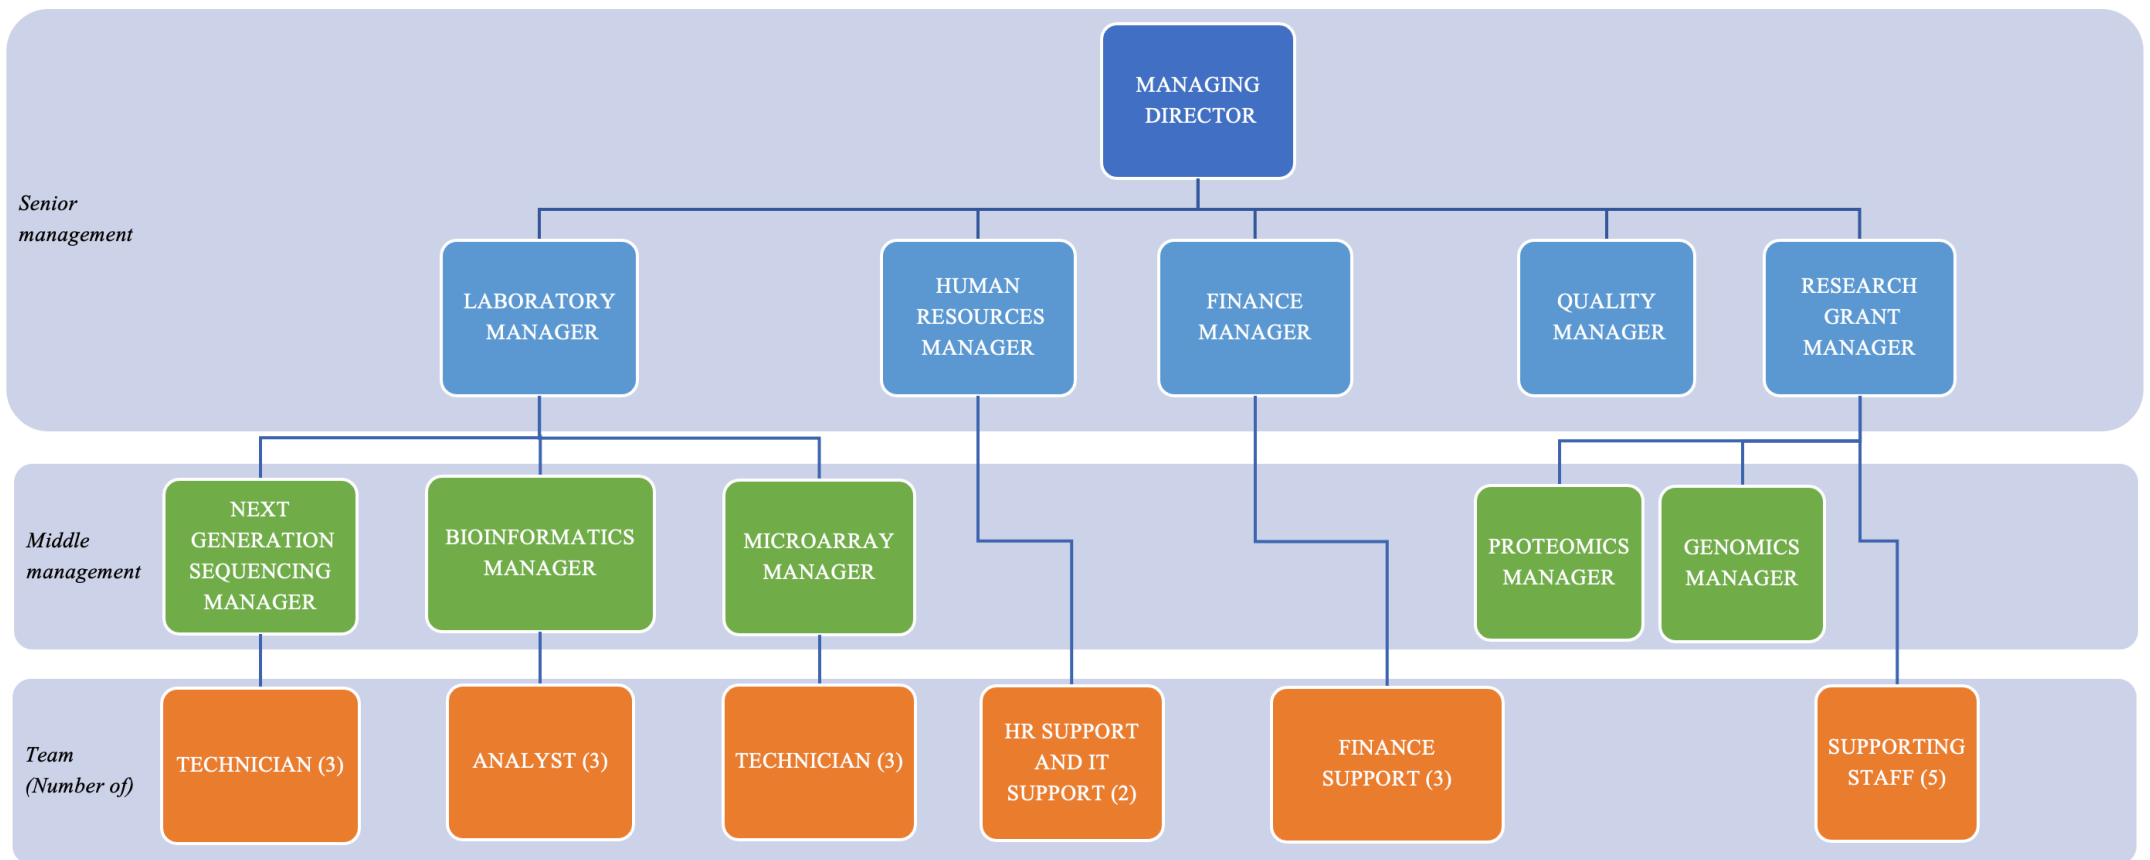 MANAGING
DIRECTOR
Senior
management
LABORATORY
MANAGER
HUMAN
RESOURCES
MANAGER
FINANCE
MANAGER
QUALITY
MANAGER
RESEARCH
GRANT
MANAGER
Middle
management
NEXT
GENERATION
SEQUENCING
MANAGER
BIOINFORMATICS
MANAGER
MICROARRAY
MANAGER
PROTEOMICS
MANAGER
GENOMICS
MANAGER
Team
(Number of)
TECHNICIAN (3)
ANALYST (3)
TECHNICIAN (3)
HR SUPPORT
AND IT
SUPPORT (2)
FINANCE
SUPPORT (3)
SUPPORTING
STAFF (5)